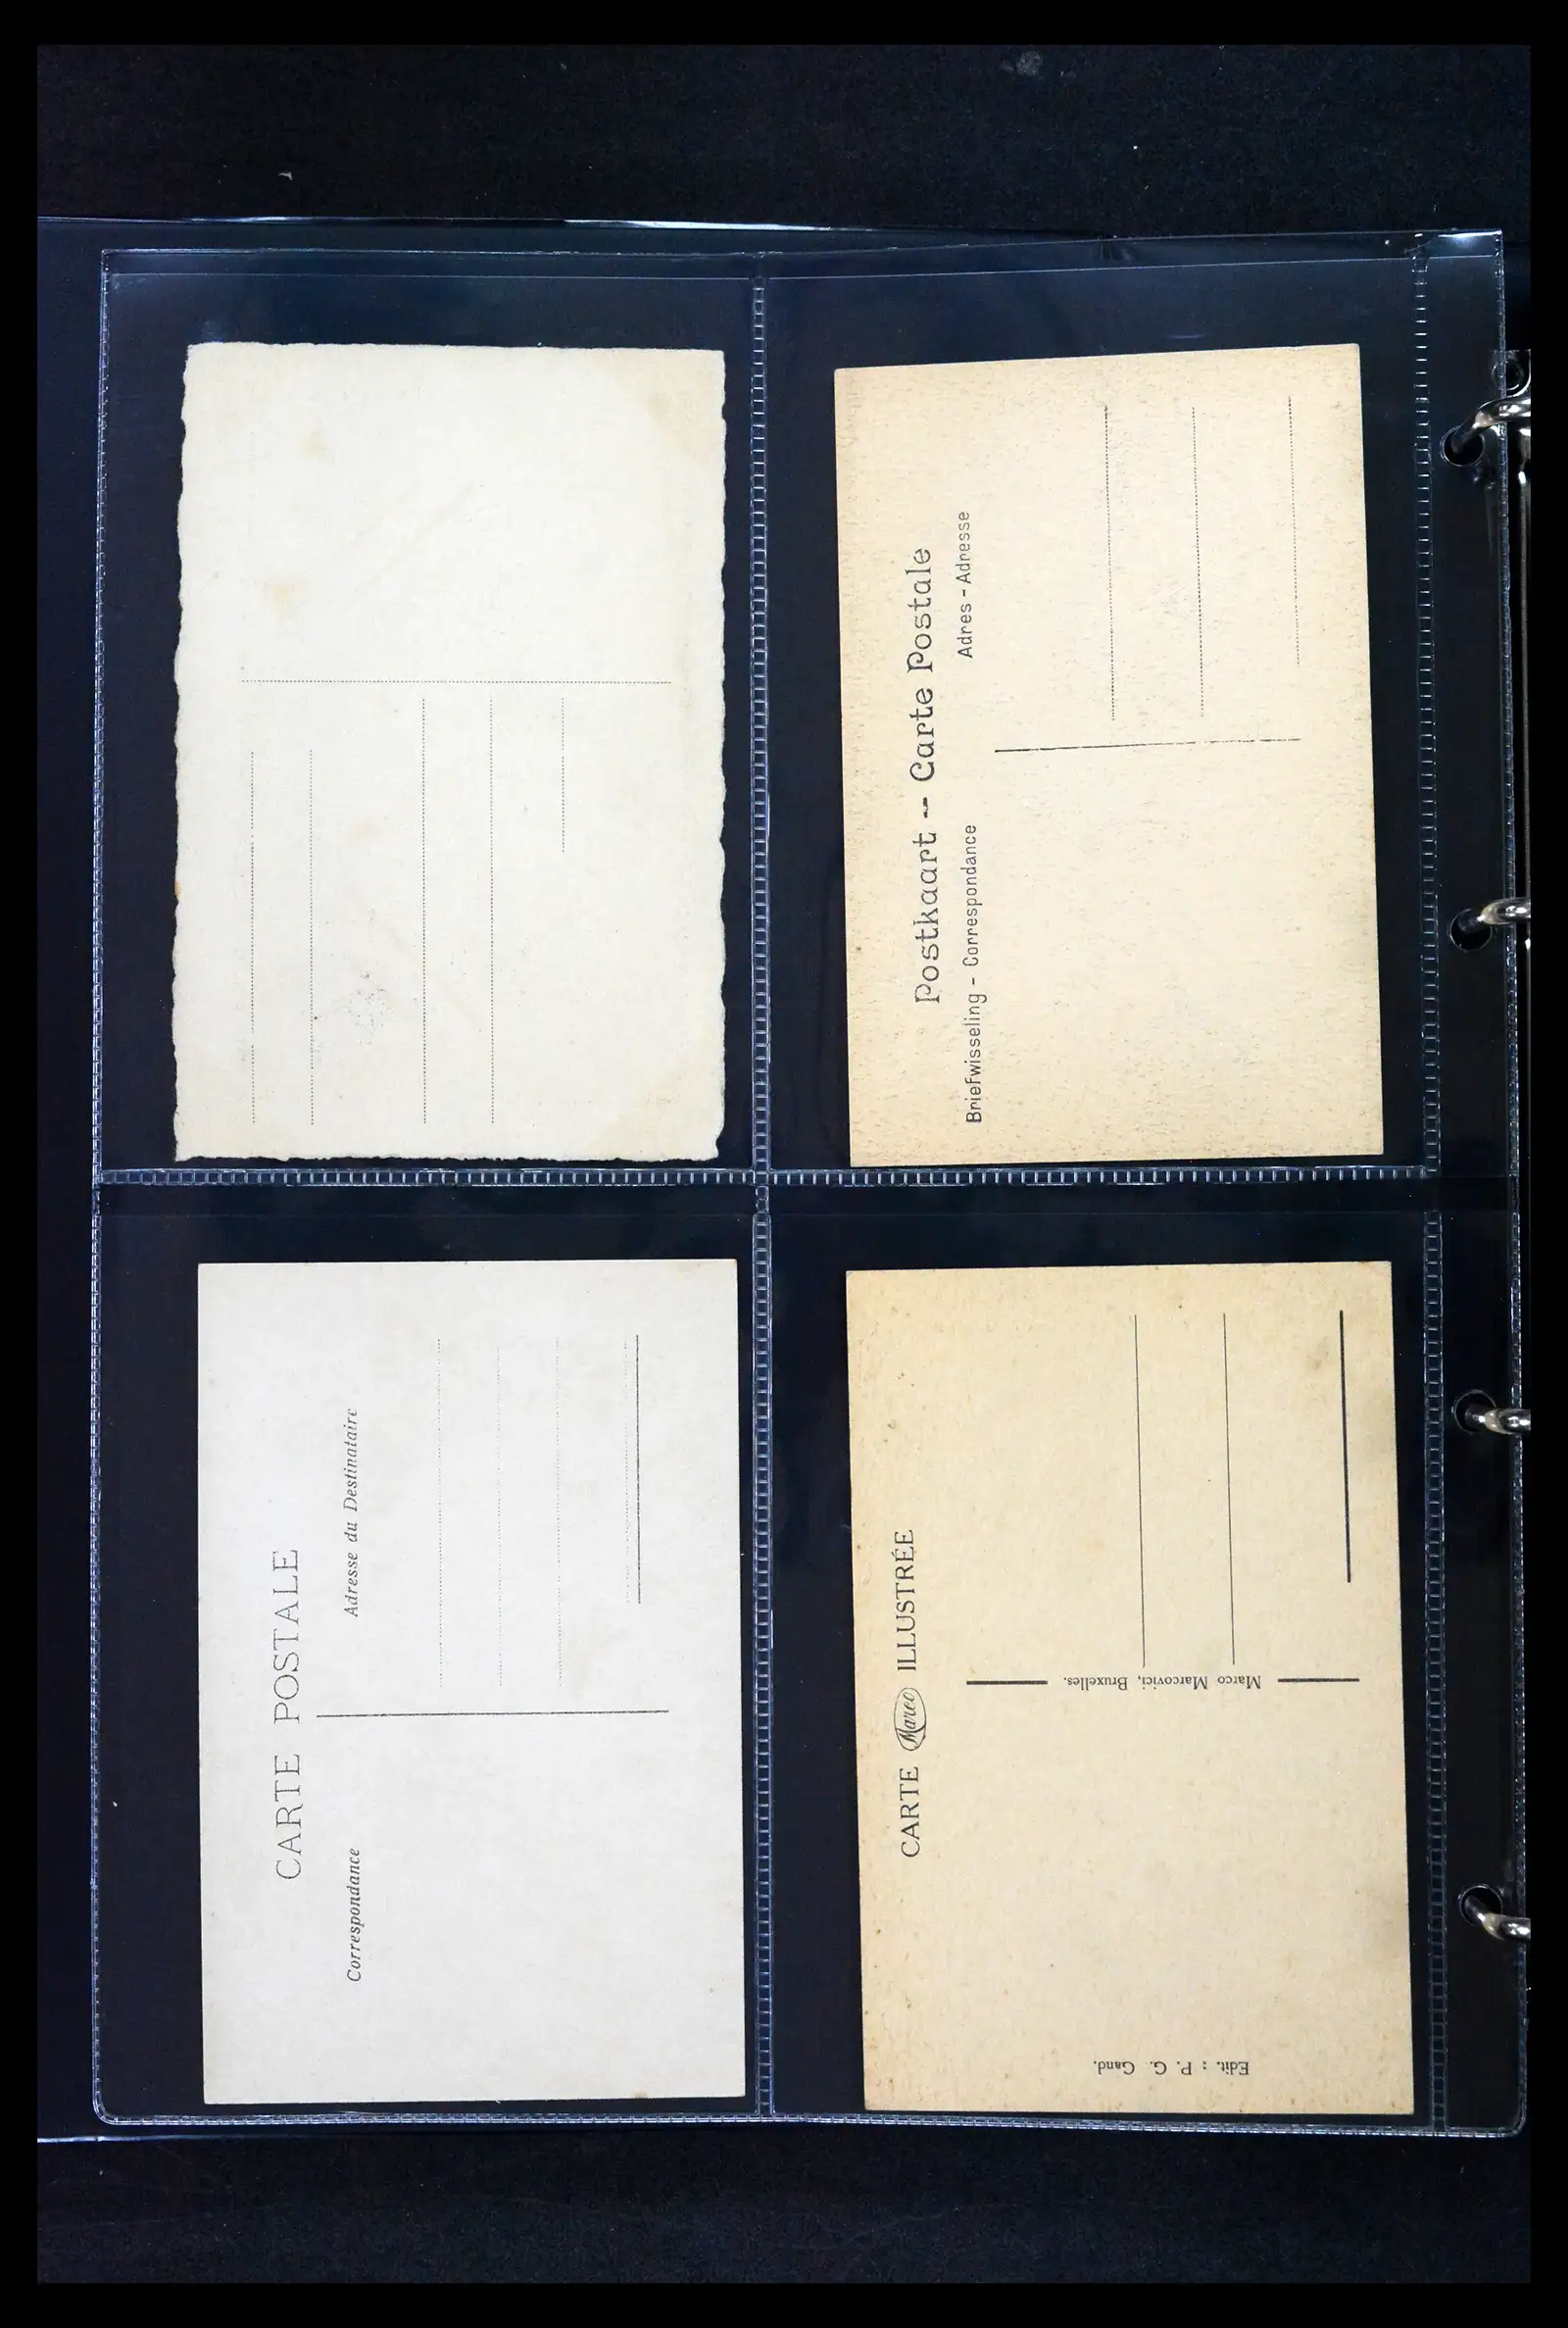 Postkaart -- Carte Postale
Briefwisseling - Correspondance
Adres - Adresse
CARTE POSTALE
Correspondance
Adresse du Destinataire
CARTE Marco ILLUSTRÉE
Marco Marcovici, Bruxelles.
Edit. : P. G. Gand.